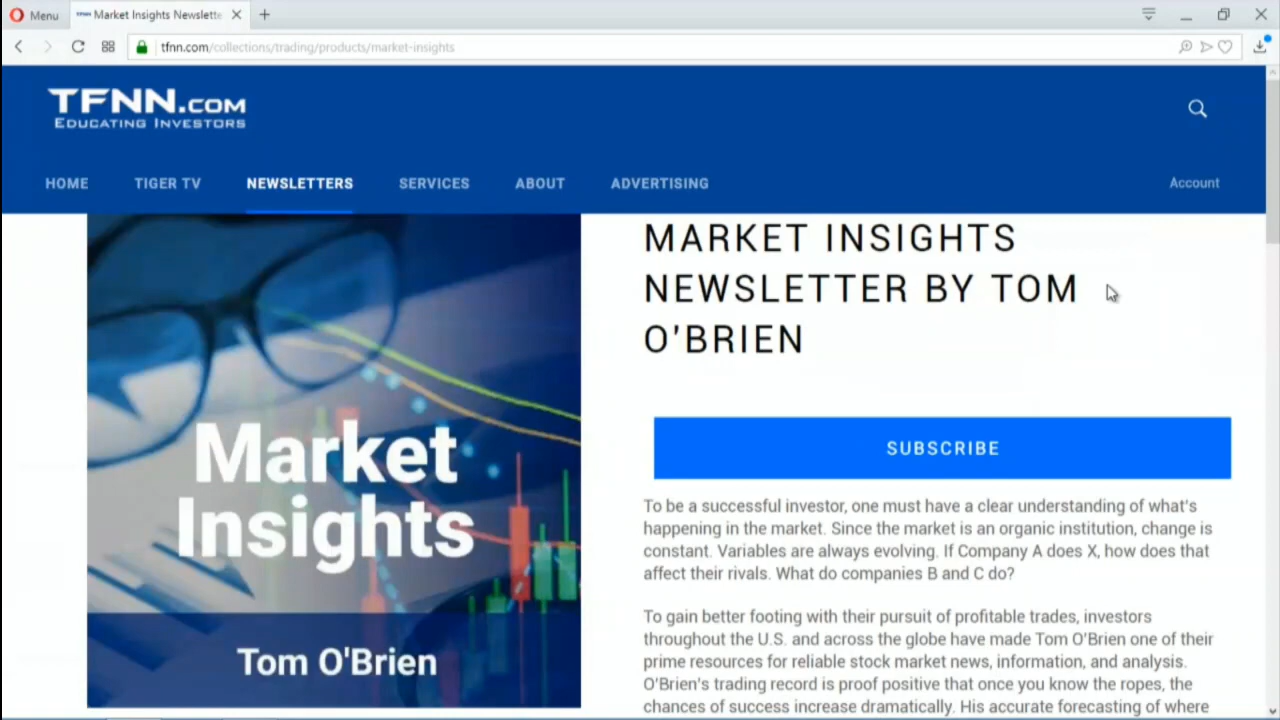 Menu
TFNN Market Insights Newslette
tfnn.com/collections/trading/products/market-insights
TFNN.COM
EDUCATING INVESTORS
HOME TIGER TV NEWSLETTERS SERVICES ABOUT ADVERTISING Account
MARKET INSIGHTS
NEWSLETTER BY TOM
O'BRIEN
Market
Insights
Tom O'Brien
SUBSCRIBE
To be a successful investor, one must have a clear understanding of what's
happening in the market. Since the market is an organic institution, change is
constant. Variables are always evolving. If Company A does X, how does that
affect their rivals. What do companies B and C do?
To gain better footing with their pursuit of profitable trades, investors
throughout the U.S. and across the globe have made Tom O'Brien one of their
prime resources for reliable stock market news, information, and analysis.
O'Brien's trading record is proof positive that once you know the ropes, the
chances of success increase dramatically. His accurate forecasting of where